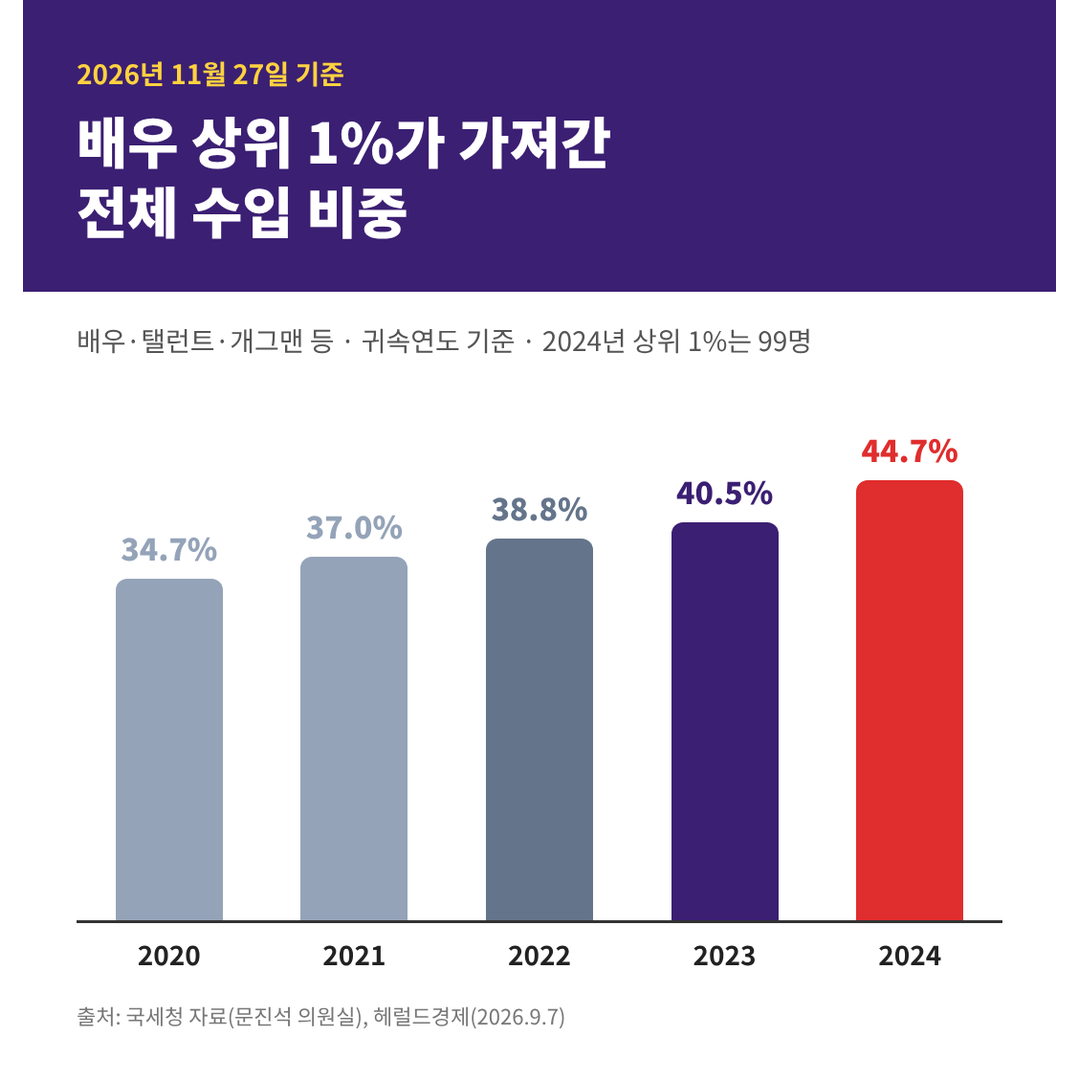 2026년 11월 27일 기준
배우 상위 1%가 가져간
전체 수입 비중
배우·탤런트·개그맨 등 · 귀속연도 기준 · 2024년 상위 1%는 99명
34.7%
37.0%
38.8%
40.5%
44.7%
2020
2021
2022
2023
2024
출처: 국세청 자료(문진석 의원실), 헤럴드경제(2026.9.7)